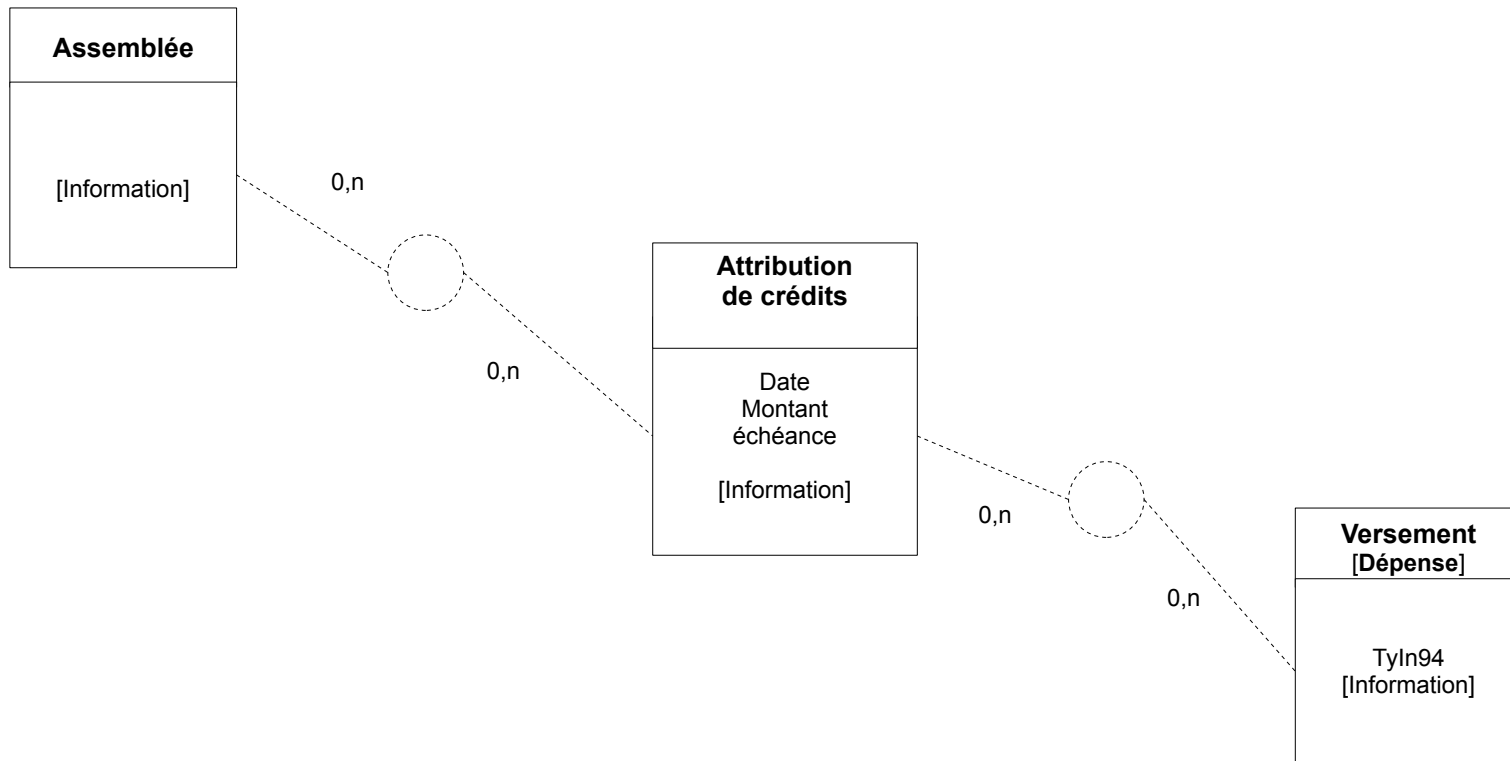 Assemblée
[Information]
0,n
0,n
Attribution
de crédits
Date
Montant
échéance
[Information]
0,n
0,n
Versement
[Dépense]
TyIn94
[Information]